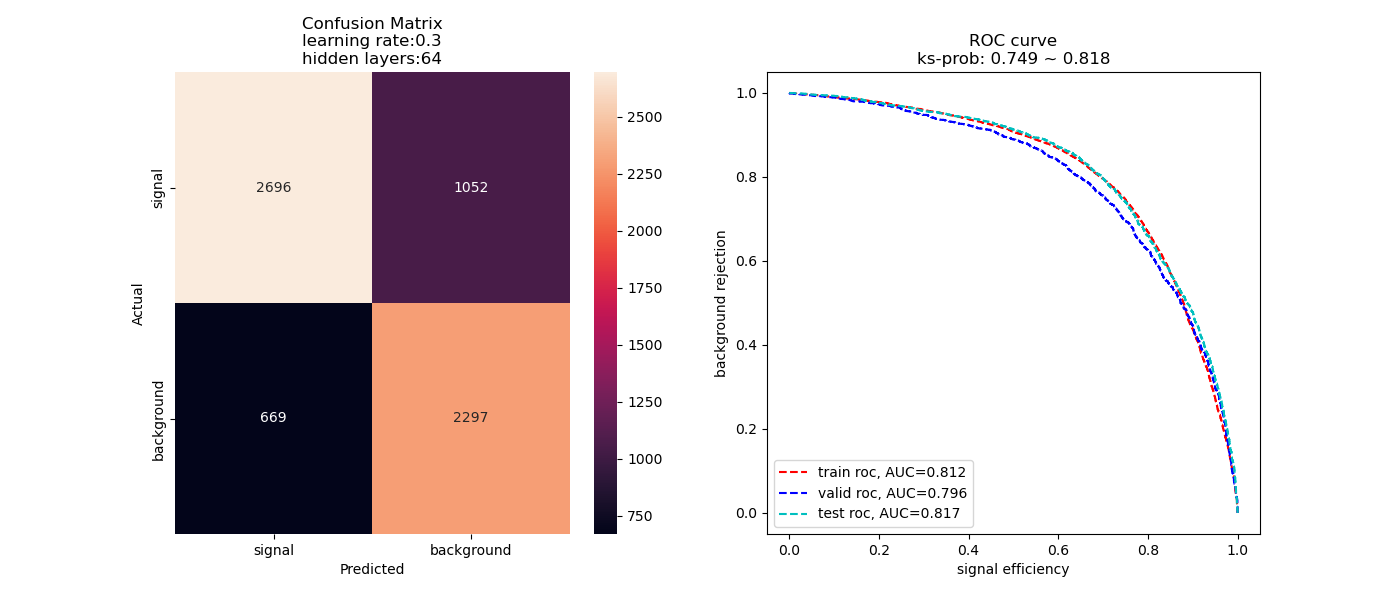 Confusion Matrix
learning rate:0.3
hidden layers:64
signal
background
Actual
2696
1052
669
2297
signal
background
Predicted
2500
2250
2000
1750
1500
1250
1000
750
ROC curve
ks-prob: 0.749 ~ 0.818
background rejection
1.0
0.8
0.6
0.4
0.2
0.0
train roc, AUC=0.812
valid roc, AUC=0.796
test roc, AUC=0.817
0.0
0.2
0.4
0.6
0.8
1.0
signal efficiency